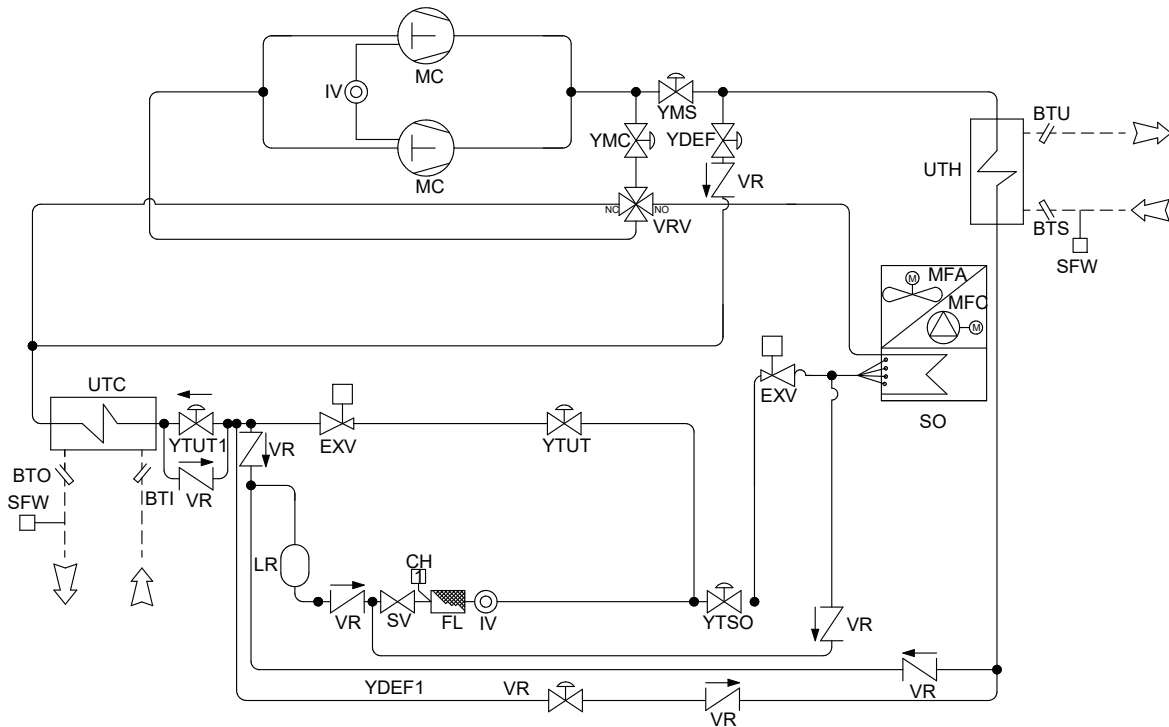 MC
IV
MC
YMS
YMC
YDEF
VR
NC
NO
VRV
BTU
UTH
BTS
SFW
M
MFA
MFC
M
SO
EXV
UTC
YTUT1
VR
BTO
BTI
VR
SFW
EXV
YTUT
LR
CH
1
VR
SV
FL
IV
YTSO
VR
VR
YDEF1
VR
VR